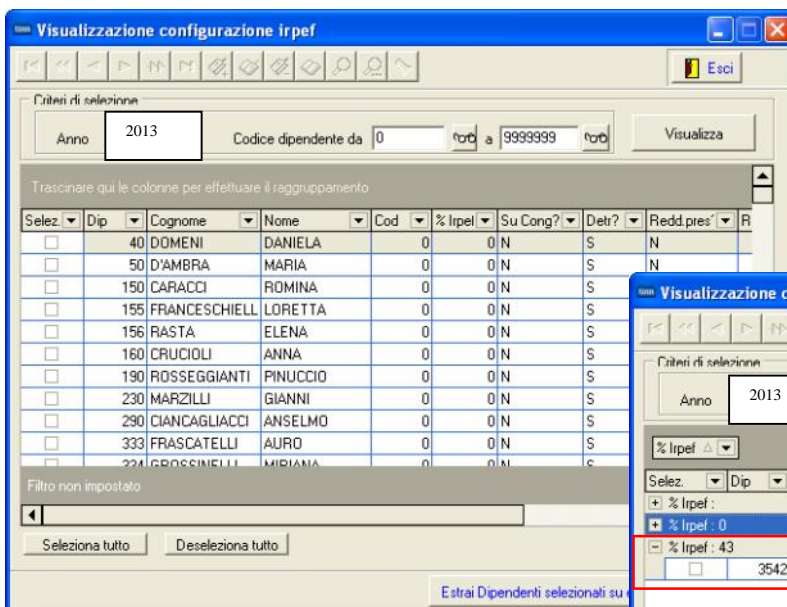 Visualizzazione configurazione irpef
Esci
Criteri di selezione
Anno 2013 Codice dipendente da 0 a 9999999 Visualizza
Trascinare qui le colonne per effettuare il raggruppamento
Selez. Dip Cognome Nome Cod % Irpef Su Cong? Detr? Redd.pres' R
40 DOMENI DANIELA 0 0 N S N
50 D'AMBRA MARIA 0 0 N S N
150 CARACCI ROMINA 0 0 N S
155 FRANCESCHIELL LORETTA 0 0 N S
156 RASTA ELENA 0 0 N S
160 CRUCIOLI ANNA 0 0 N S
190 ROSSEGGIANTI PINUCCIO 0 0 N S
230 MARZILLI GIANNI 0 0 N S
290 CIANCAGLIACCI ANSELMO 0 0 N S
333 FRASCATELLI AURO 0 0 N S
334 GROSSINELLI MIRIANA 0 0 N S
Filtro non impostato
Seleziona tutto Deseleziona tutto
Estrai Dipendenti selezionati su
Visualizzazione c
Criteri di selezione
Anno 2013
% Irpef
Selez. Dip
% Irpef :
% Irpef : 0
% Irpef : 43
3542